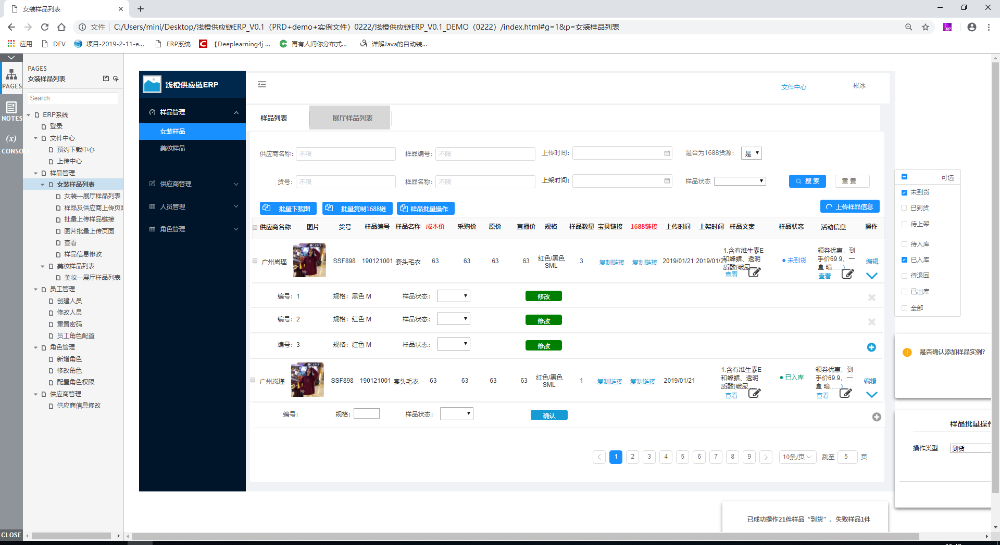 女装样品列表
文件
C:/Users/mini/Desktop/浅橙供应链ERP_V0.1（PRD+demo+实例文件）0222/浅橙供应链ERP_V0.1_DEMO（0222）/index.html#g=1&p=女装样品列表
应用 DEV 项目-2019-2-11-e... ERP系统 【Deeplearning4j ... 再有人问你分布式... 详解Java的自动装...
PAGES
NOTES
(x)
CONSOLE
CLOSE
PAGES
女装样品列表
Search
ERP系统
登录
文件中心
预约下载中心
上传中心
样品管理
女装样品列表
女装—展厅样品列表
样品及供应商上传页面
批量上传样品链接
图片批量上传页面
查看
样品信息修改
美妆样品列表
美妆—展厅样品列表
员工管理
创建人员
修改人员
重置密码
员工角色配置
角色管理
新增角色
修改角色
配置角色权限
供应商管理
供应商信息修改
浅橙供应链ERP
样品管理
女装样品
美妆样品
供应商管理
人员管理
角色管理
文件中心 彬冰
样品列表 展厅样品列表
供应商名称: 不限 样品编号: 不限 上传时间: 是否为1688货源: 是
货号: 不限 样品名称: 不限 上架时间: 样品状态 搜 索 重 置
批量下载图 批量复制1688链 样品批量操作 上传样品信息
供应商名称 图片 货号 样品编号 样品名称 成本价 采购价 原价 直播价 规格 样品数量 宝贝链接 1688链接 上传时间 上架时间 样品文案 样品状态 活动信息 操作
广州岚瑾 SSF898 190121001 套头毛衣 63 63 63 63 红色/黑色 SML 3 复制链接 复制链接 2019/01/21 2019/01/21 1.含有维生素E 和蜂蜡、透明 质酸(破尿... 查看 未到货 领券优惠，到 手价69.9，一 盒 暗......） 查看 编辑
编号: 1 规格: 黑色 M 样品状态: 修改
编号: 2 规格: 红色 M 样品状态: 修改
编号: 3 规格: 红色 M 样品状态: 修改
广州岚瑾 SSF898 190121001 套头毛衣 63 63 63 63 红色/黑色 SML 1 复制链接 复制链接 2019/01/21 1.含有维生素E 和蜂蜡、透明 质酸(破尿... 查看 已入库 领券优惠，到 手价69.9，一 盒 暗......） 查看 编辑
编号: 规格: 样品状态: 确认
1 2 3 4 5 6 7 8 9 10条/页 跳至 5 页
可选
未到货
已到货
待上架
待入库
已入库
待退回
已出库
全部
是否确认添加样品实例?
样品批量操作
操作类型 到货
已成功操作21件样品“到货”，失败样品1件